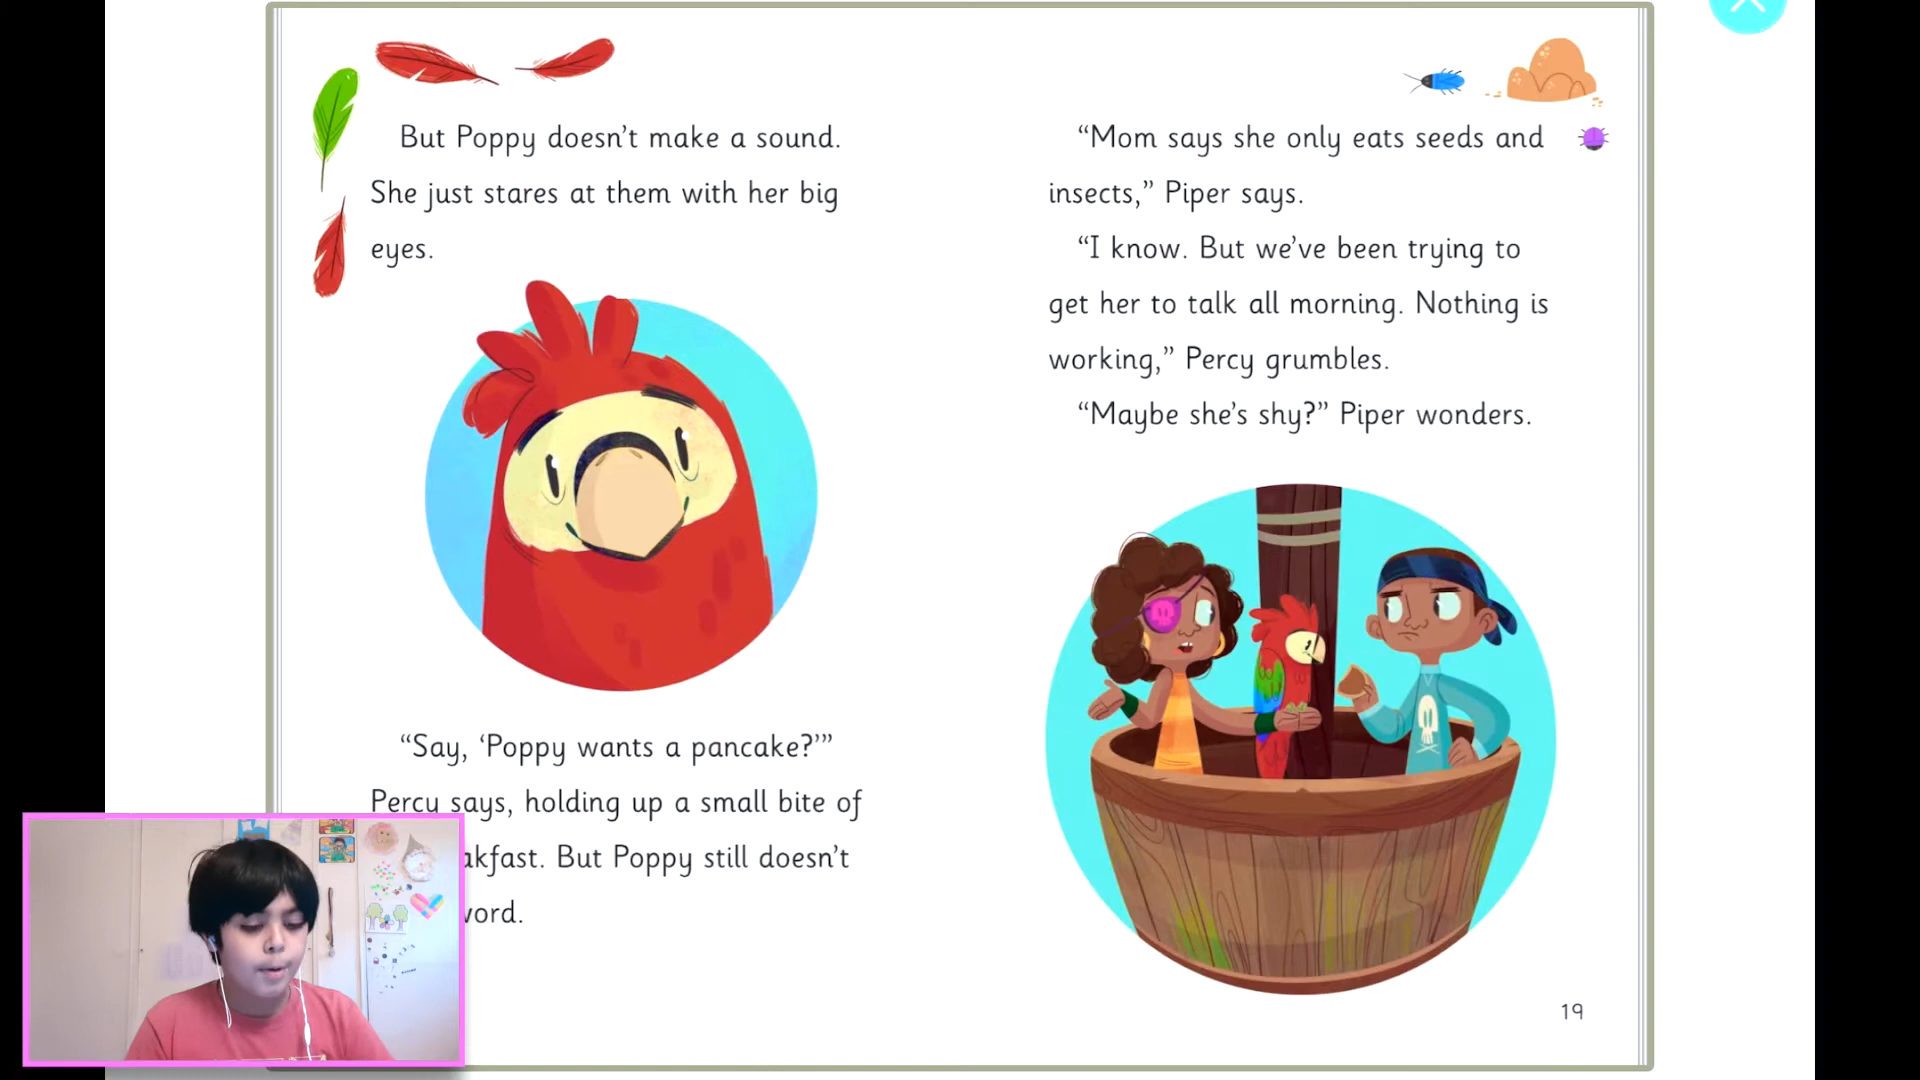 But Poppy doesn’t make a sound.
She just stares at them with her big
eyes.
“Say, ‘Poppy wants a pancake?’”
Percy says, holding up a small bite of
akfast. But Poppy still doesn’t
word.
“Mom says she only eats seeds and
insects,” Piper says.
“I know. But we’ve been trying to
get her to talk all morning. Nothing is
working,” Percy grumbles.
“Maybe she’s shy?” Piper wonders.
19